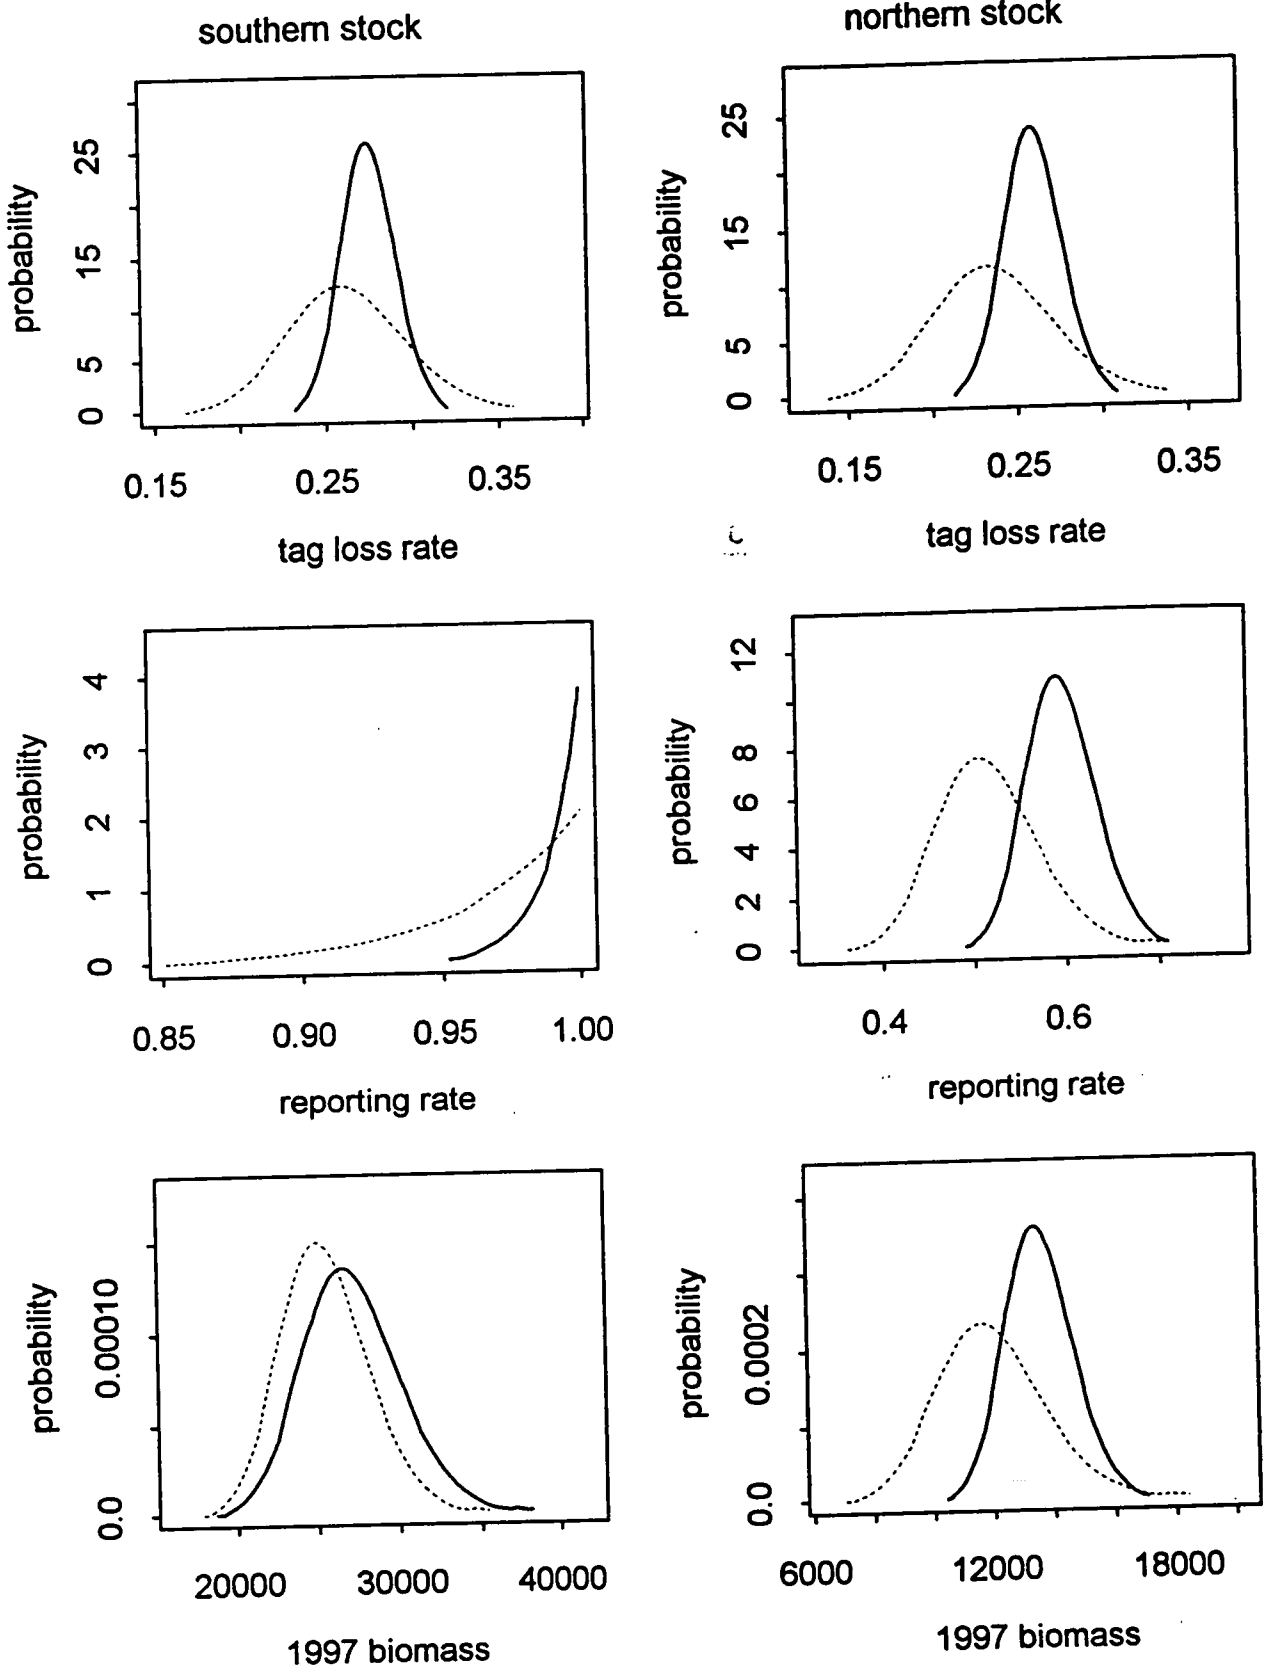 southern stock
northern stock
probability
25
15
5
0
0.15 0.25 0.35
tag loss rate
probability
25
15
5
0
0.15 0.25 0.35
tag loss rate
probability
4
3
2
1
0
0.85 0.90 0.95 1.00
reporting rate
probability
12
8
6
4
2
0
0.4 0.6
reporting rate
probability
0.00010
0.0
20000 30000 40000
1997 biomass
probability
0.0002
0.0
6000 12000 18000
1997 biomass